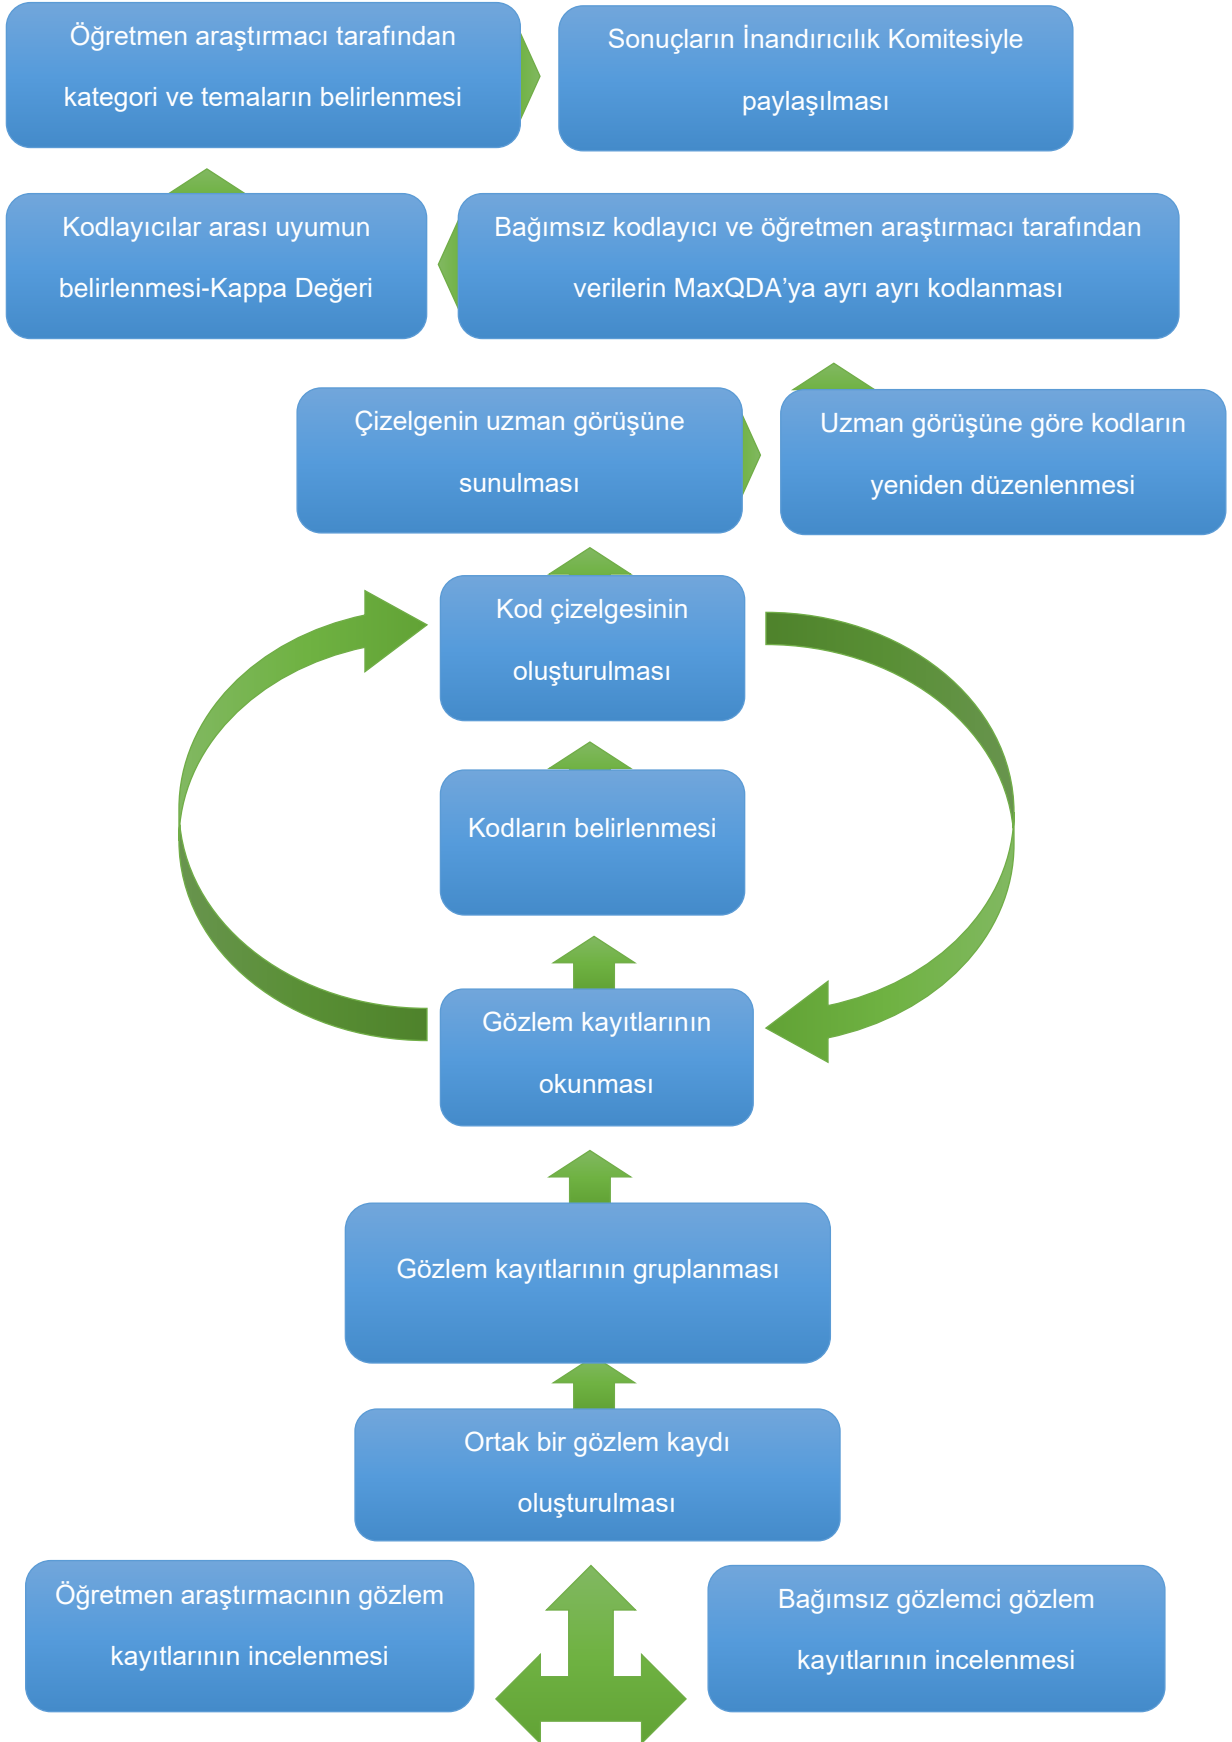 Öğretmen araştırmacı tarafından
kategori ve temaların belirlenmesi
Sonuçların İnandırıcılık Komitesiyle
paylaşılması
Kodlayıcılar arası uyumun
belirlenmesi-Kappa Değeri
Bağımsız kodlayıcı ve öğretmen araştırmacı tarafından
verilerin MaxQDA’ya ayrı ayrı kodlanması
Çizelgenin uzman görüşüne
sunulması
Uzman görüşüne göre kodların
yeniden düzenlenmesi
Kod çizelgesinin
oluşturulması
Kodların belirlenmesi
Gözlem kayıtlarının
okunması
Gözlem kayıtlarının gruplanması
Ortak bir gözlem kaydı
oluşturulması
Öğretmen araştırmacının gözlem
kayıtlarının incelenmesi
Bağımsız gözlemci gözlem
kayıtlarının incelenmesi